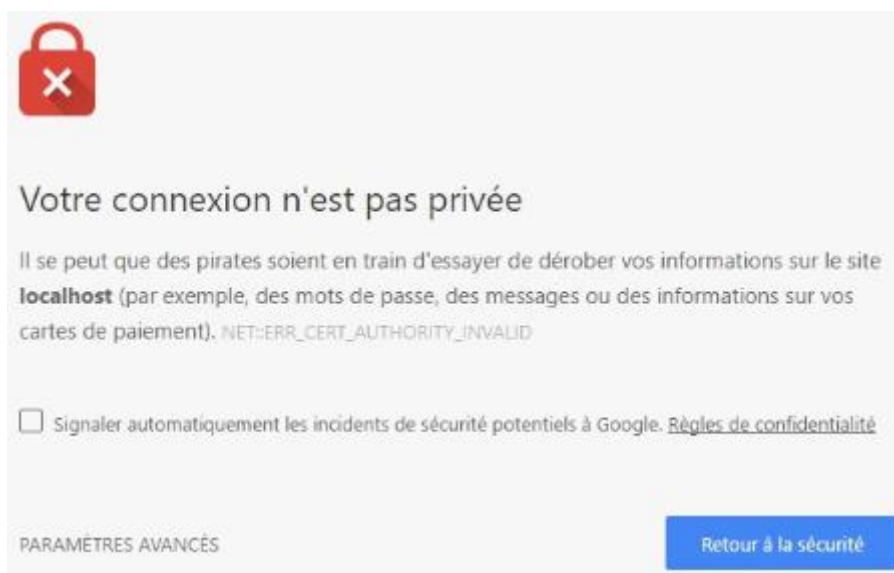 Votre connexion n'est pas privée
Il se peut que des pirates soient en train d'essayer de dérober vos informations sur le site
localhost (par exemple, des mots de passe, des messages ou des informations sur vos
cartes de paiement). NET::ERR_CERT_AUTHORITY_INVALID
Signaler automatiquement les incidents de sécurité potentiels à Google. Règles de confidentialité
PARAMÈTRES AVANCÉS
Retour à la sécurité